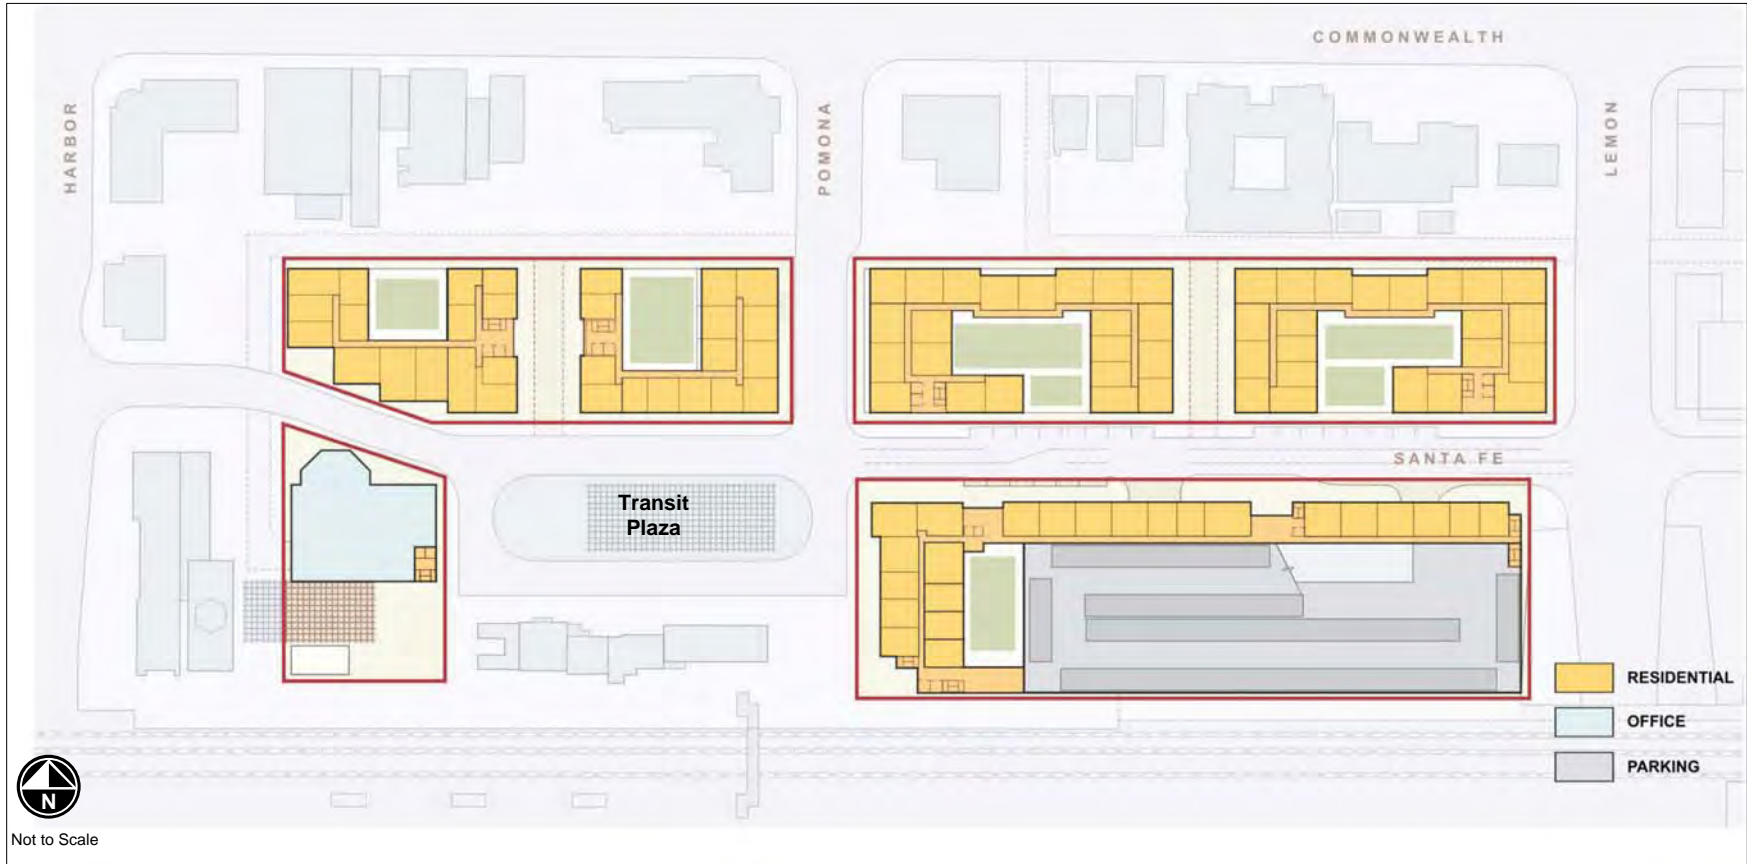 COMMONWEALTH
HARBOR
POMONA
LEMON
SANTA FE
Transit
Plaza
RESIDENTIAL
OFFICE
PARKING
N
Not to Scale